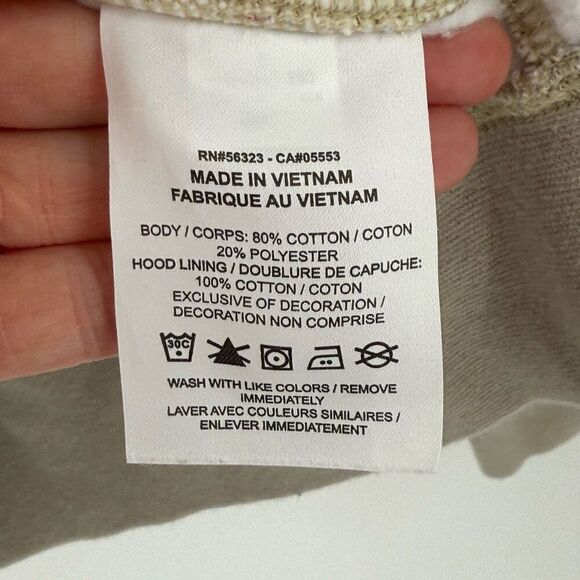 RN#56323 - CA#05553
MADE IN VIETNAM
FABRIQUE AU VIETNAM
BODY / CORPS: 80% COTTON / COTON
20% POLYESTER
HOOD LINING / DOUBLURE DE CAPUCHE:
100% COTTON / COTON
EXCLUSIVE OF DECORATION /
DECORATION NON COMPRISE
30C
WASH WITH LIKE COLORS / REMOVE
IMMEDIATELY
LAVER AVEC COULEURS SIMILAIRES /
ENLEVER IMMEDIATEMENT